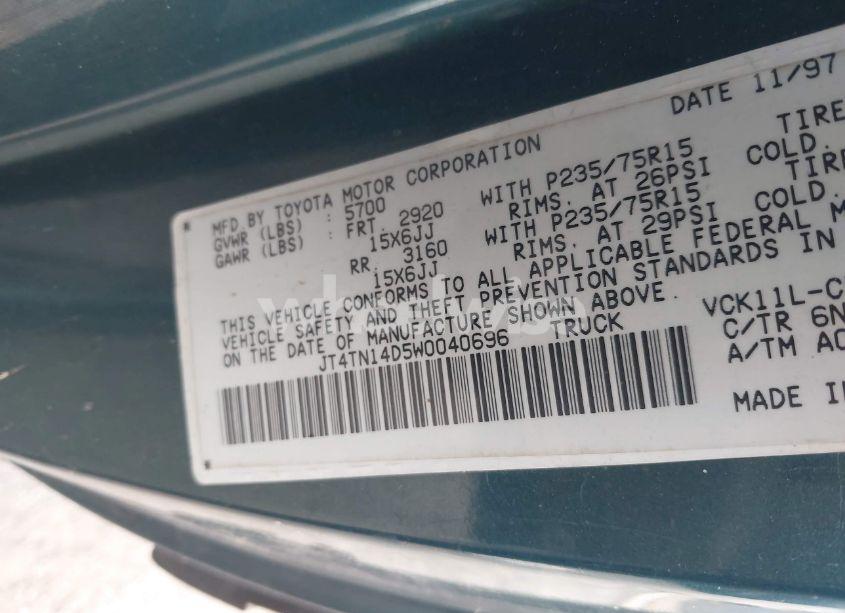 DATE 11/97
MFD. BY TOYOTA MOTOR CORPORATION
GVWR (LBS) : 5700
GAWR (LBS) : FRT. 2920 WITH P235/75R15 TIRE
15X6JJ RIMS. AT 26PSI COLD.
RR. 3160 WITH P235/75R15 TIRE
15X6JJ RIMS. AT 29PSI COLD.
THIS VEHICLE CONFORMS TO ALL APPLICABLE FEDERAL M
VEHICLE SAFETY AND THEFT PREVENTION STANDARDS IN
ON THE DATE OF MANUFACTURE SHOWN ABOVE.
JT4TN14D5W0040696 TRUCK
VCK11L-C
C/TR 6N
A/TM A0
MADE I